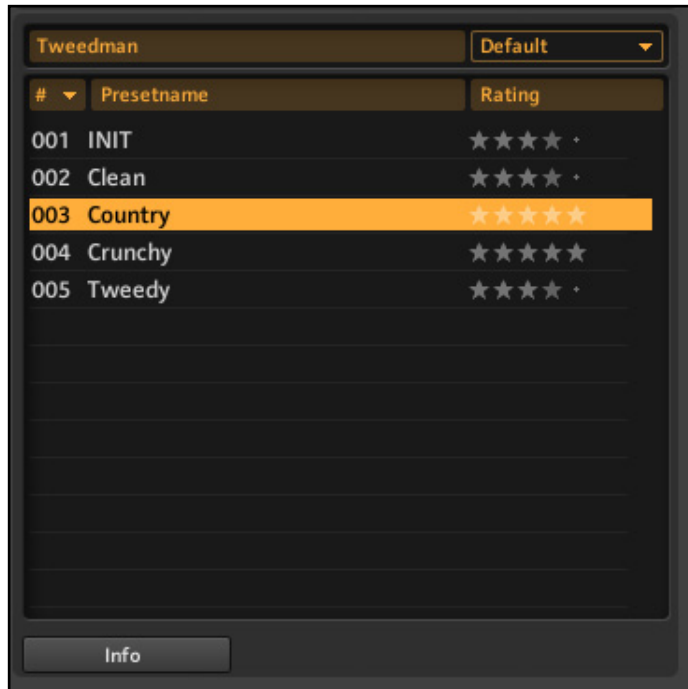 Tweedman Default
# Presetname Rating
001 INIT
002 Clean
003 Country
004 Crunchy
005 Tweedy
Info